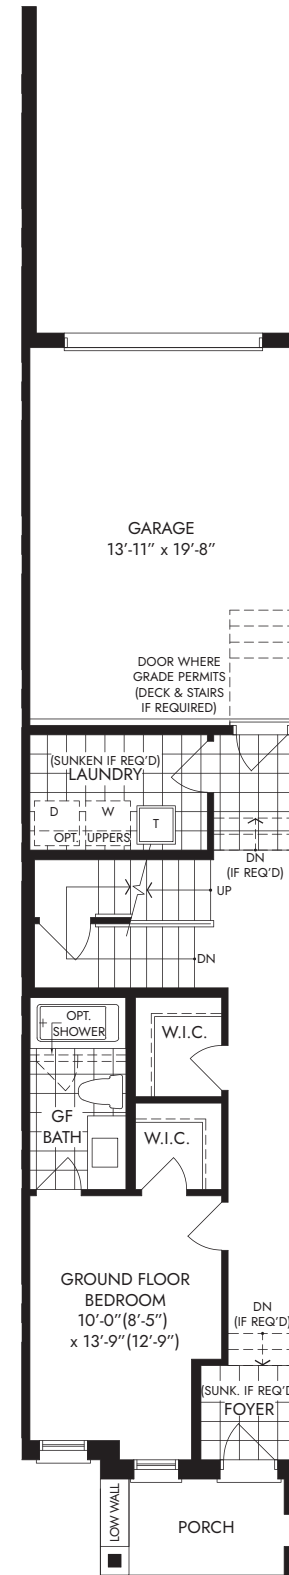 GARAGE
13'-11" x 19'-8"
DOOR WHERE
GRADE PERMITS
(DECK & STAIRS
IF REQUIRED)
(SUNKEN IF REQ'D)
LAUNDRY
D
W
T
OPT. UPPERS
DN
(IF REQ'D)
UP
DN
OPT.
SHOWER
W.I.C.
GF
BATH
W.I.C.
GROUND FLOOR
BEDROOM
10'-0"(8'-5")
x 13'-9"(12'-9")
DN
(IF REQ'D)
(SUNK. IF REQ'D
FOYER
LOW WALL
PORCH